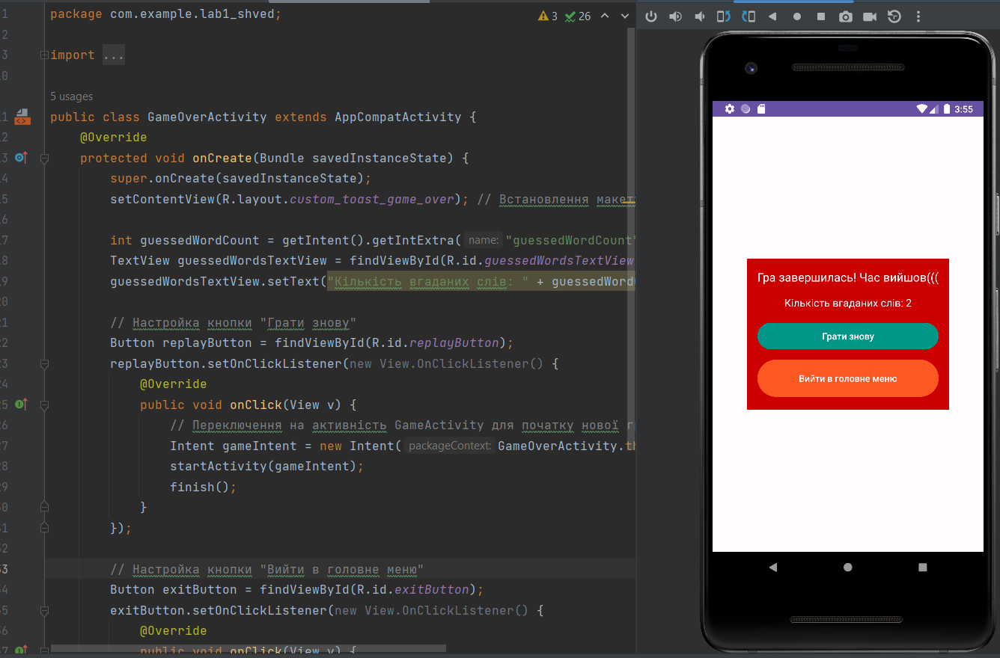 package com.example.lab1_shved;
3 26
import ...
5 usages
public class GameOverActivity extends AppCompatActivity {
@Override
protected void onCreate(Bundle savedInstanceState) {
super.onCreate(savedInstanceState);
setContentView(R.layout.custom_toast_game_over); // Встановлення макет
int guessedWordCount = getIntent().getIntExtra( name: "guessedWordCount"
TextView guessedWordsTextView = findViewById(R.id.guessedWordsTextView
guessedWordsTextView.setText("Кількість вгаданих слів: " + guessedWord
// Настройка кнопки "Грати знову"
Button replayButton = findViewById(R.id.replayButton);
replayButton.setOnClickListener(new View.OnClickListener() {
@Override
public void onClick(View v) {
// Переключення на активність GameActivity для початку нової г
Intent gameIntent = new Intent( packageContext: GameOverActivity.th
startActivity(gameIntent);
finish();
}
});
// Настройка кнопки "Вийти в головне меню"
Button exitButton = findViewById(R.id.exitButton);
exitButton.setOnClickListener(new View.OnClickListener() {
@Override
public void onClick(View v) {
3:55
Гра завершилась! Час вийшов(((
Кількість вгаданих слів: 2
Грати знову
Вийти в головне меню